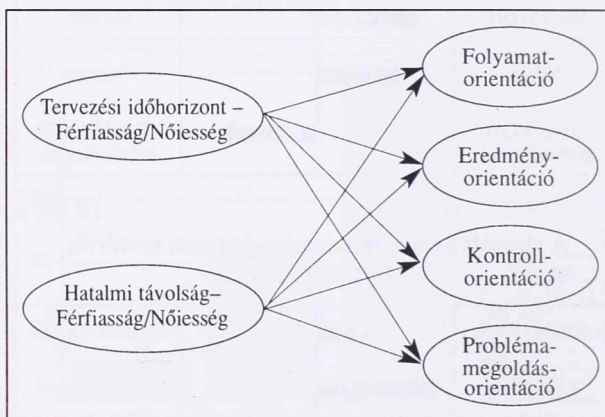 Tervezési időhorizont –
Férfiasság/Nőiesség
Hatalmi távolság–
Férfiasság/Nőiesség
Folyamat-
orientáció
Eredmény-
orientáció
Kontroll-
orientáció
Probléma-
megoldás-
orientáció